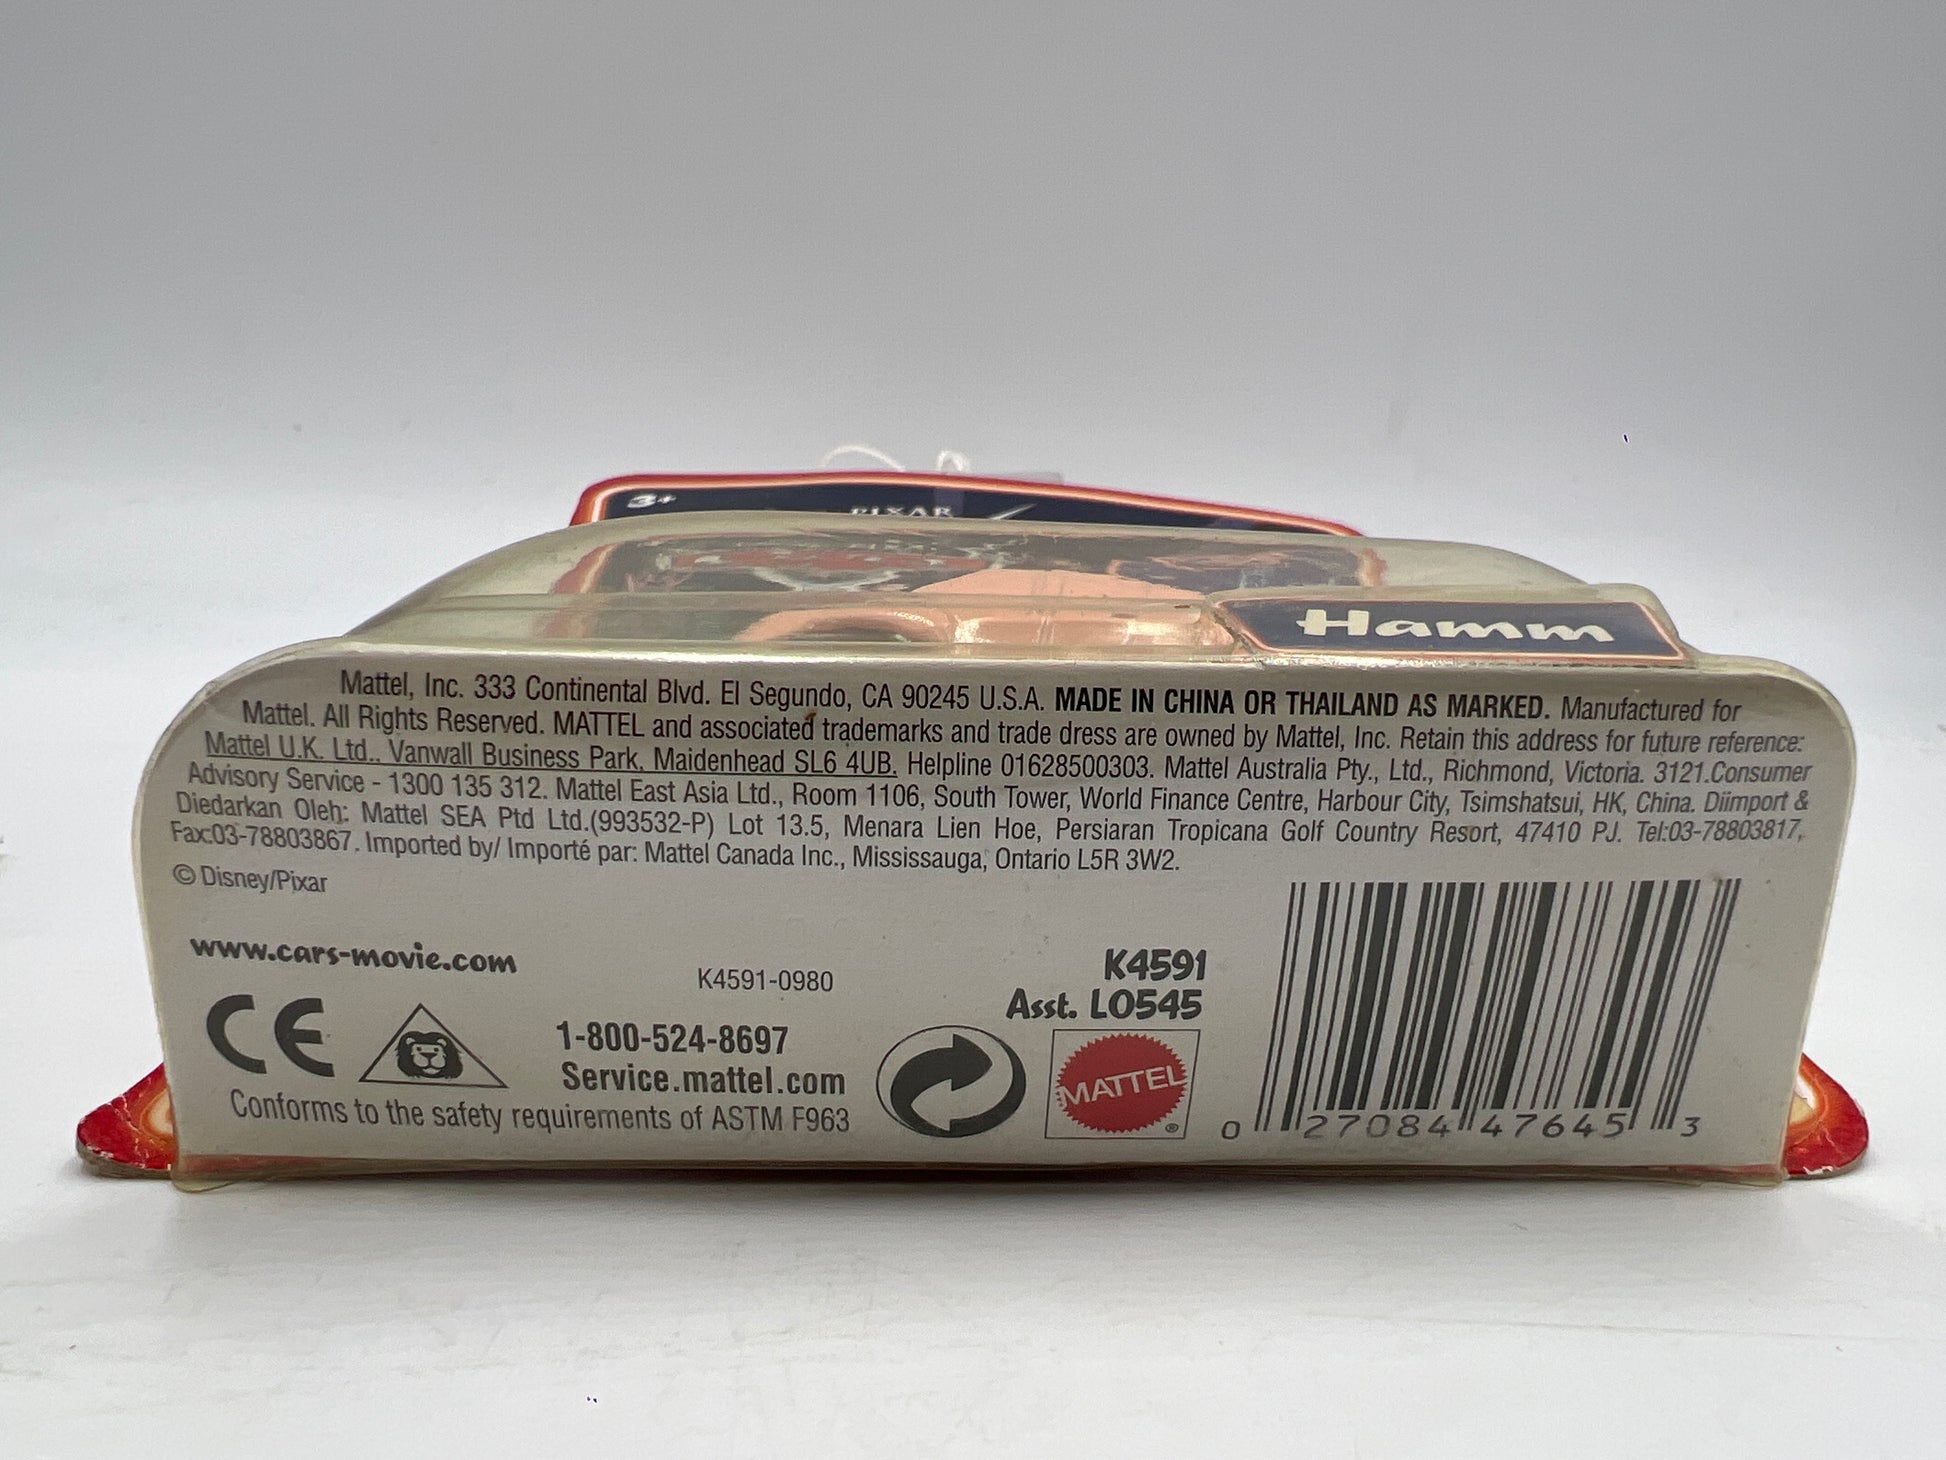 3+
PIXAR
Hamm
Mattel, Inc. 333 Continental Blvd. El Segundo, CA 90245 U.S.A. MADE IN CHINA OR THAILAND AS MARKED. Manufactured for
Mattel. All Rights Reserved. MATTEL and associated trademarks and trade dress are owned by Mattel, Inc. Retain this address for future reference:
Mattel U.K. Ltd., Vanwall Business Park, Maidenhead SL6 4UB. Helpline 01628500303. Mattel Australia Pty., Ltd., Richmond, Victoria. 3121.Consumer
Advisory Service - 1300 135 312. Mattel East Asia Ltd., Room 1106, South Tower, World Finance Centre, Harbour City, Tsimshatsui, HK, China. Diimport &
Diedarkan Oleh: Mattel SEA Ptd Ltd.(993532-P) Lot 13.5, Menara Lien Hoe, Persiaran Tropicana Golf Country Resort, 47410 PJ. Tel:03-78803817,
Fax:03-78803867. Imported by/ Importé par: Mattel Canada Inc., Mississauga, Ontario L5R 3W2.
© Disney/Pixar
www.cars-movie.com
K4591-0980
K4591
Asst. L0545
CE
1-800-524-8697
Service.mattel.com
Conforms to the safety requirements of ASTM F963
MATTEL®
0 27084 47645 3